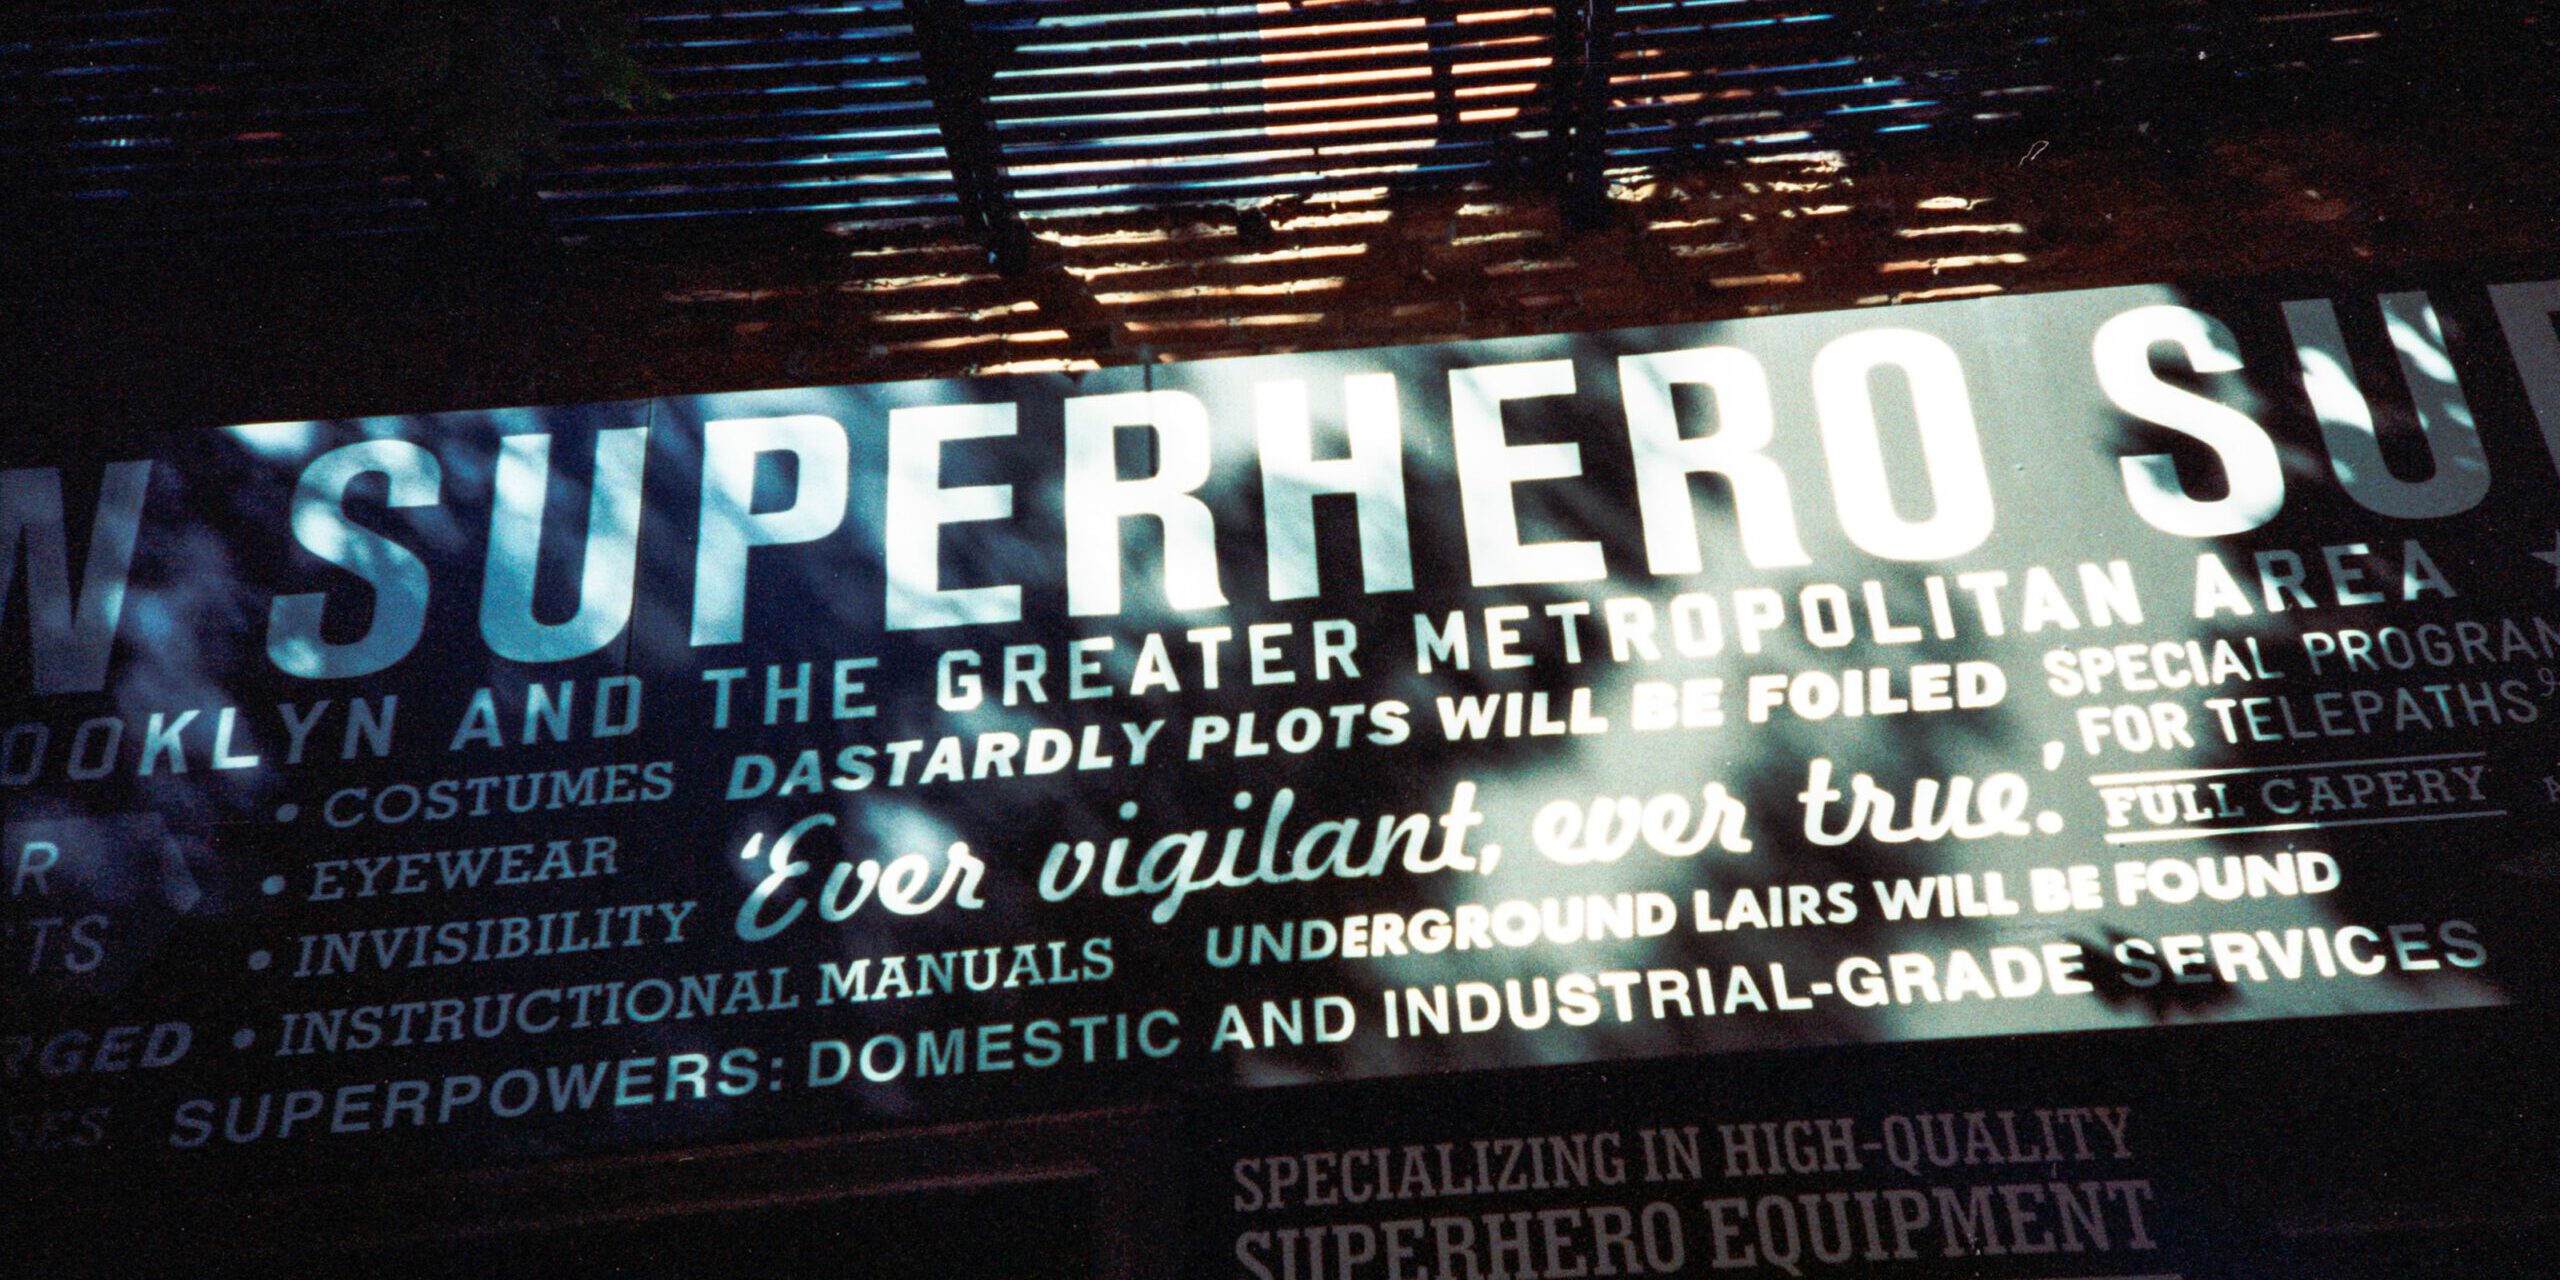 N SUPERHERO SU
OOKLYN AND THE GREATER METROPOLITAN AREA
• COSTUMES
• EYEWEAR
• INVISIBILITY
• INSTRUCTIONAL MANUALS
DASTARDLY PLOTS WILL BE FOILED
'Ever vigilant, ever true.'
UNDERGROUND LAIRS WILL BE FOUND
SPECIAL PROGRAM
FOR TELEPATHS
FULL CAPERY
R
TS
RGED
SES
SUPERPOWERS: DOMESTIC AND INDUSTRIAL-GRADE SERVICES
SPECIALIZING IN HIGH-QUALITY
SUPERHERO EQUIPMENT